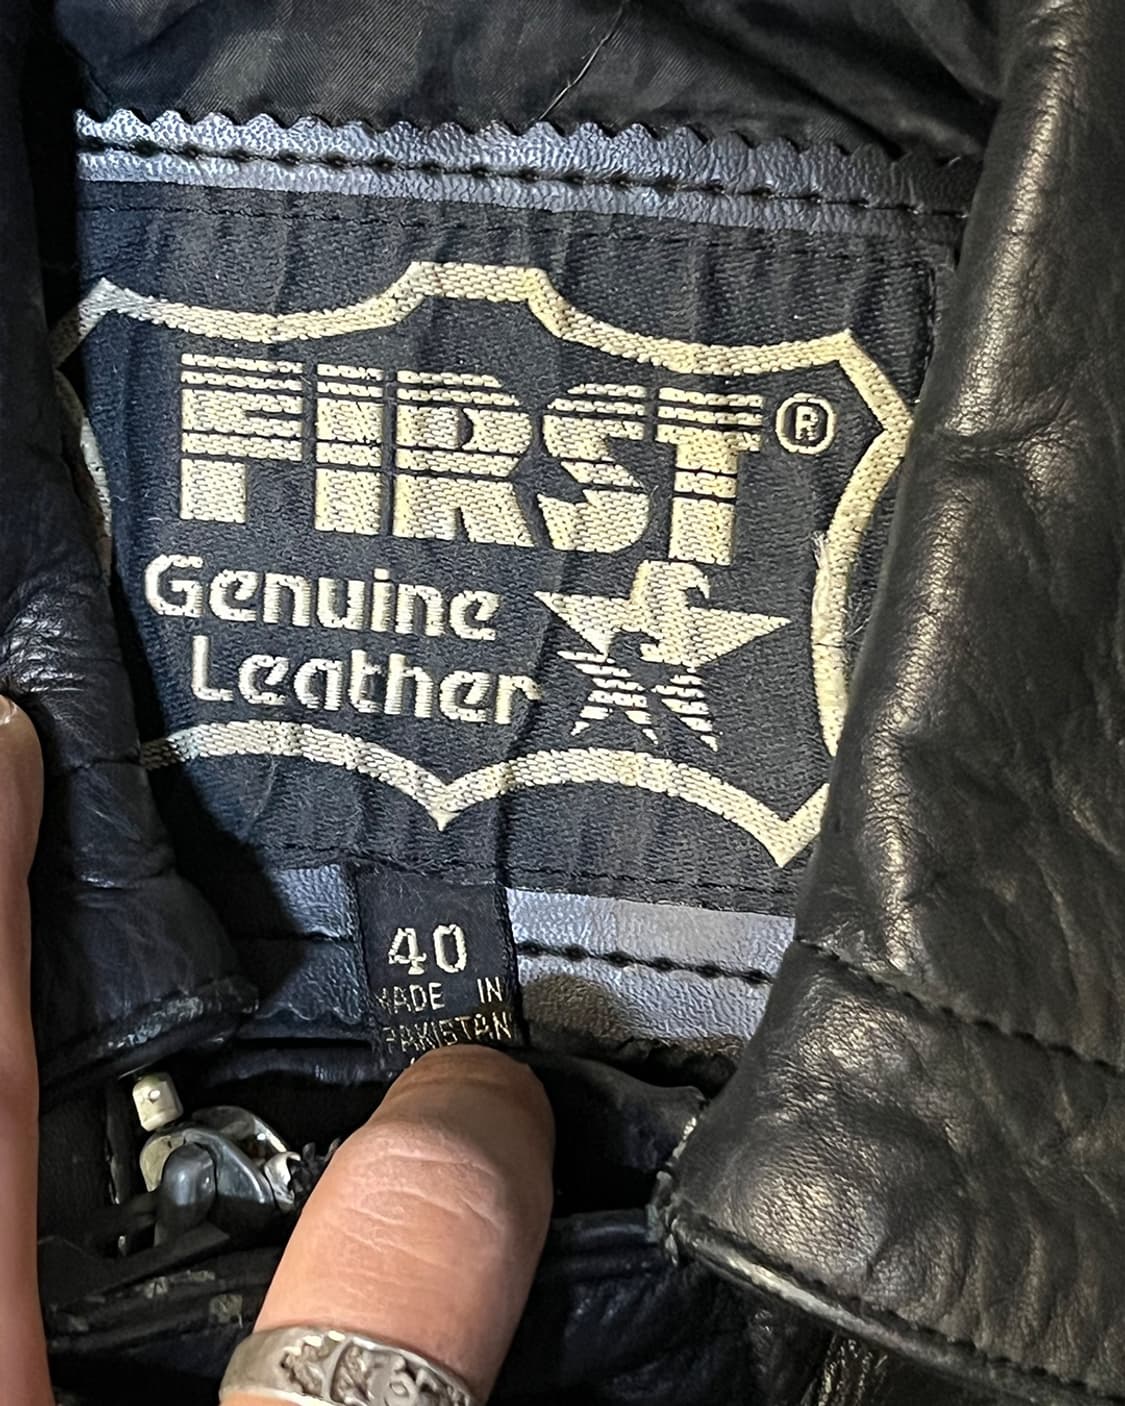 FIRST®
Genuine
Leather
40
MADE IN
PAKISTAN